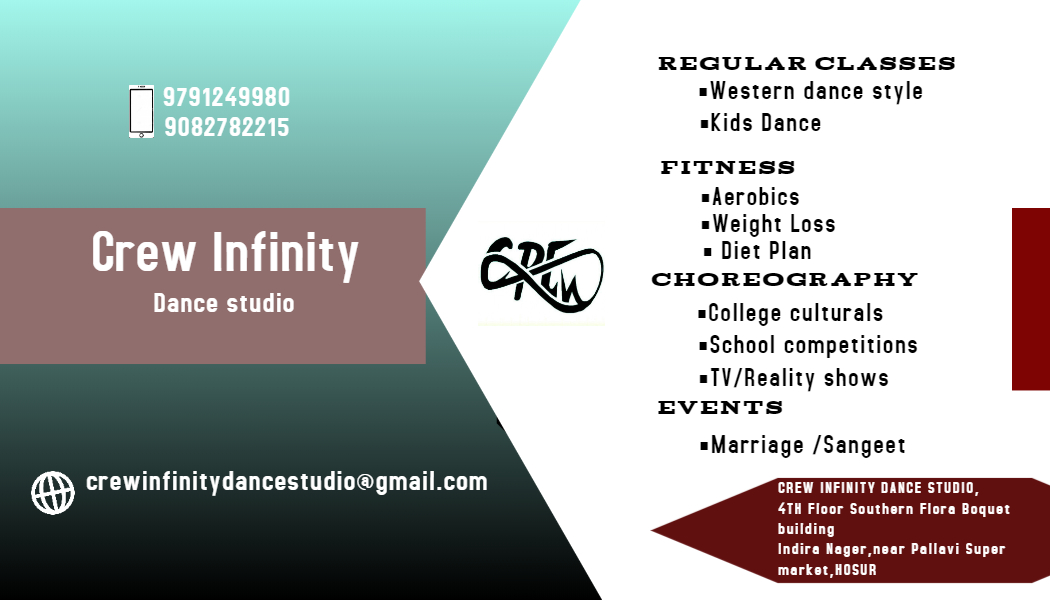 9791249980
9082782215
Crew Infinity
Dance studio
crewinfinitydancestudio@gmail.com
CREW
REGULAR CLASSES
▪Western dance style
▪Kids Dance
FITNESS
▪Aerobics
▪Weight Loss
▪ Diet Plan
CHOREOGRAPHY
▪College culturals
▪School competitions
▪TV/Reality shows
EVENTS
▪Marriage /Sangeet
CREW INFINITY DANCE STUDIO,
4TH Floor Southern Flora Boquet
building
Indira Nager,near Pallavi Super
market,HOSUR